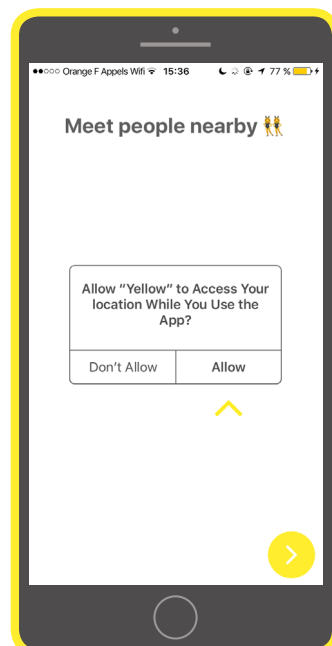 ●●○○○ Orange F Appels Wifi 15:36 77 %
Meet people nearby 👯
Allow “Yellow” to Access Your
location While You Use the
App?
Don’t Allow Allow